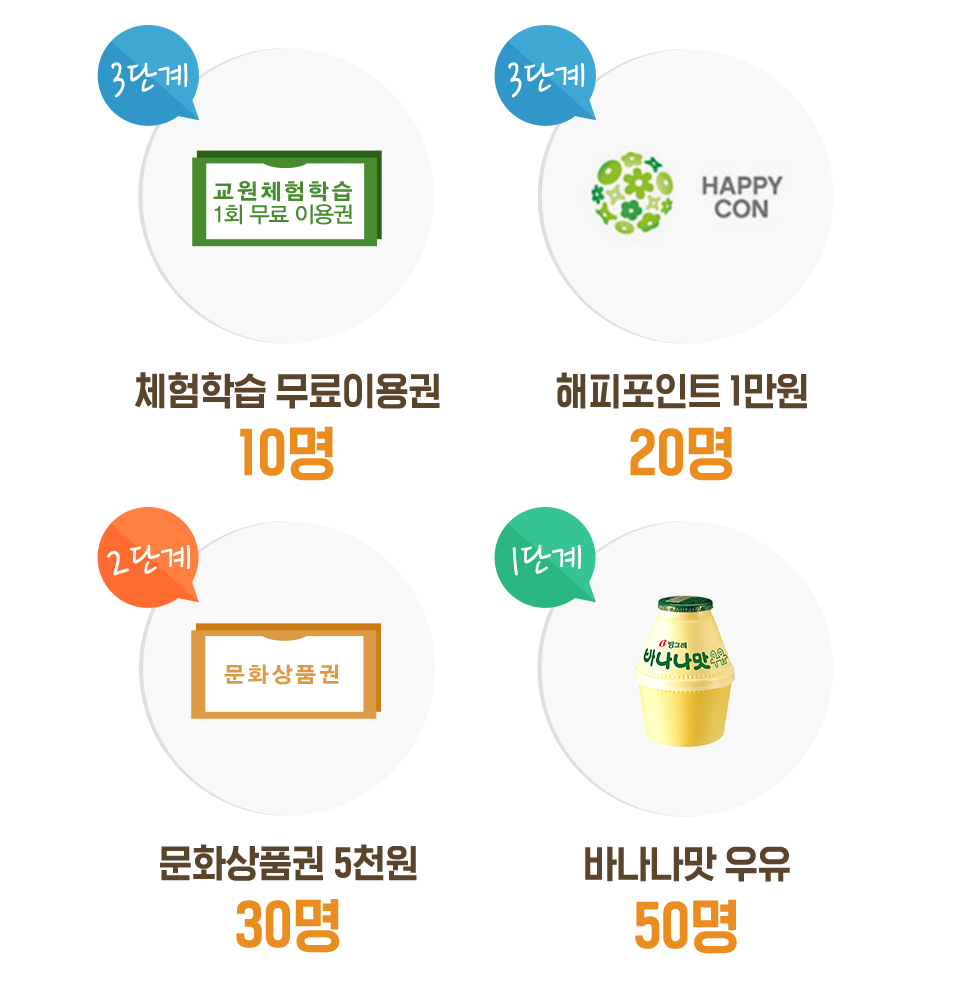 3단계
교원체험학습
1회 무료 이용권
체험학습 무료이용권
10명
3단계
HAPPY
CON
해피포인트 1만원
20명
2단계
문화상품권
문화상품권 5천원
30명
1단계
빙그레
바나나맛우유
바나나맛 우유
50명